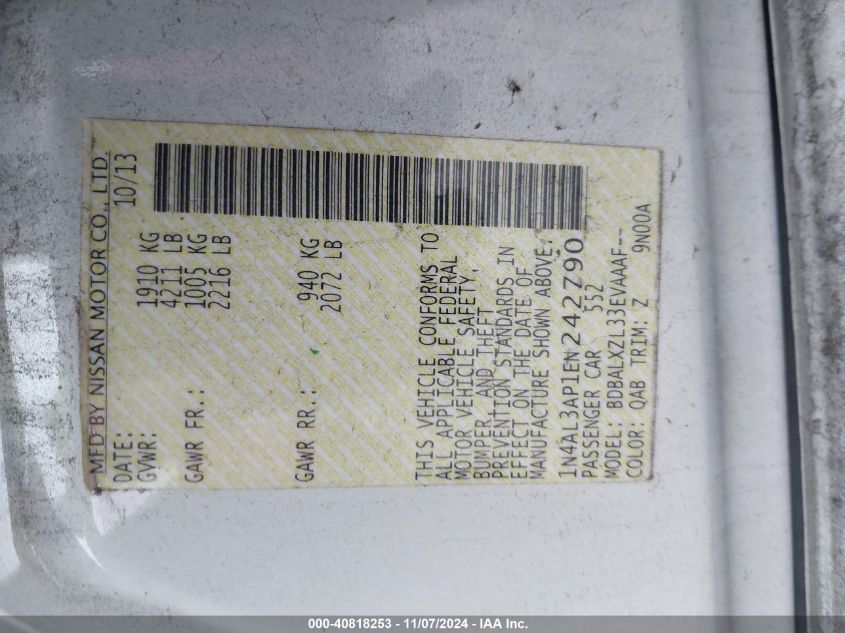 MFD BY NISSAN MOTOR CO., LTD.
DATE: 10/13
GVWR: 1910 KG
4211 LB
GAWR FR.: 1005 KG
2216 LB
GAWR RR.: 940 KG
2072 LB
THIS VEHICLE CONFORMS TO
ALL APPLICABLE FEDERAL
MOTOR VEHICLE SAFETY,
BUMPER AND THEFT
PREVENTION STANDARDS IN
EFFECT ON THE DATE OF
MANUFACTURE SHOWN ABOVE:
1N4AL3AP1EN242790
PASSENGER CAR 552
MODEL: BDBALXZL33EVAAAF--
COLOR: QAB TRIM: Z 9N00A
000-40818253 - 11/07/2024 - IAA Inc.